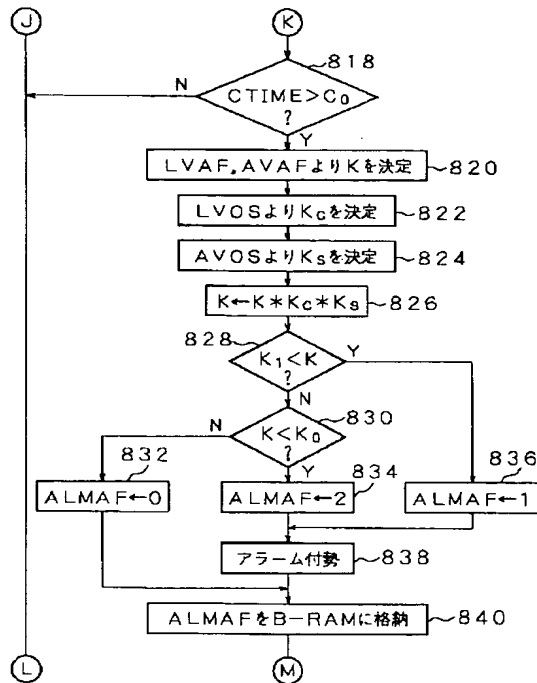 J
K
818
N
CTIME>C₀
?
Y
LVAF,AVAFよりKを決定
820
LVOSよりKcを決定
822
AVOSよりKsを決定
824
K←K*Kc*Ks
826
828
K₁<K
?
Y
N
830
N
K<K₀
?
Y
832
834
836
ALMAF←0
ALMAF←2
ALMAF←1
アラーム付勢
838
ALMAFをB-RAMに格納
840
L
M